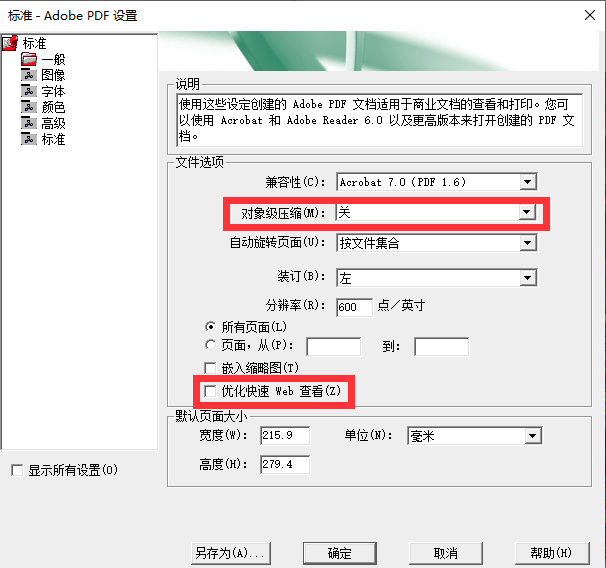 标准 - Adobe PDF 设置
标准
一般
图像
字体
颜色
高级
标准
显示所有设置(O)
说明
使用这些设定创建的 Adobe PDF 文档适用于商业文档的查看和打印。您可
以使用 Acrobat 和 Adobe Reader 6.0 以及更高版本来打开创建的 PDF 文
档。
文件选项
兼容性(C): Acrobat 7.0 (PDF 1.6)
对象级压缩(M): 关
自动旋转页面(U): 按文件集合
装订(B): 左
分辨率(R): 600 点／英寸
所有页面(L)
页面，从(P): 到:
嵌入缩略图(T)
优化快速 Web 查看(Z)
默认页面大小
宽度(W): 215.9 单位(N): 毫米
高度(H): 279.4
另存为(A)... 确定 取消 帮助(H)